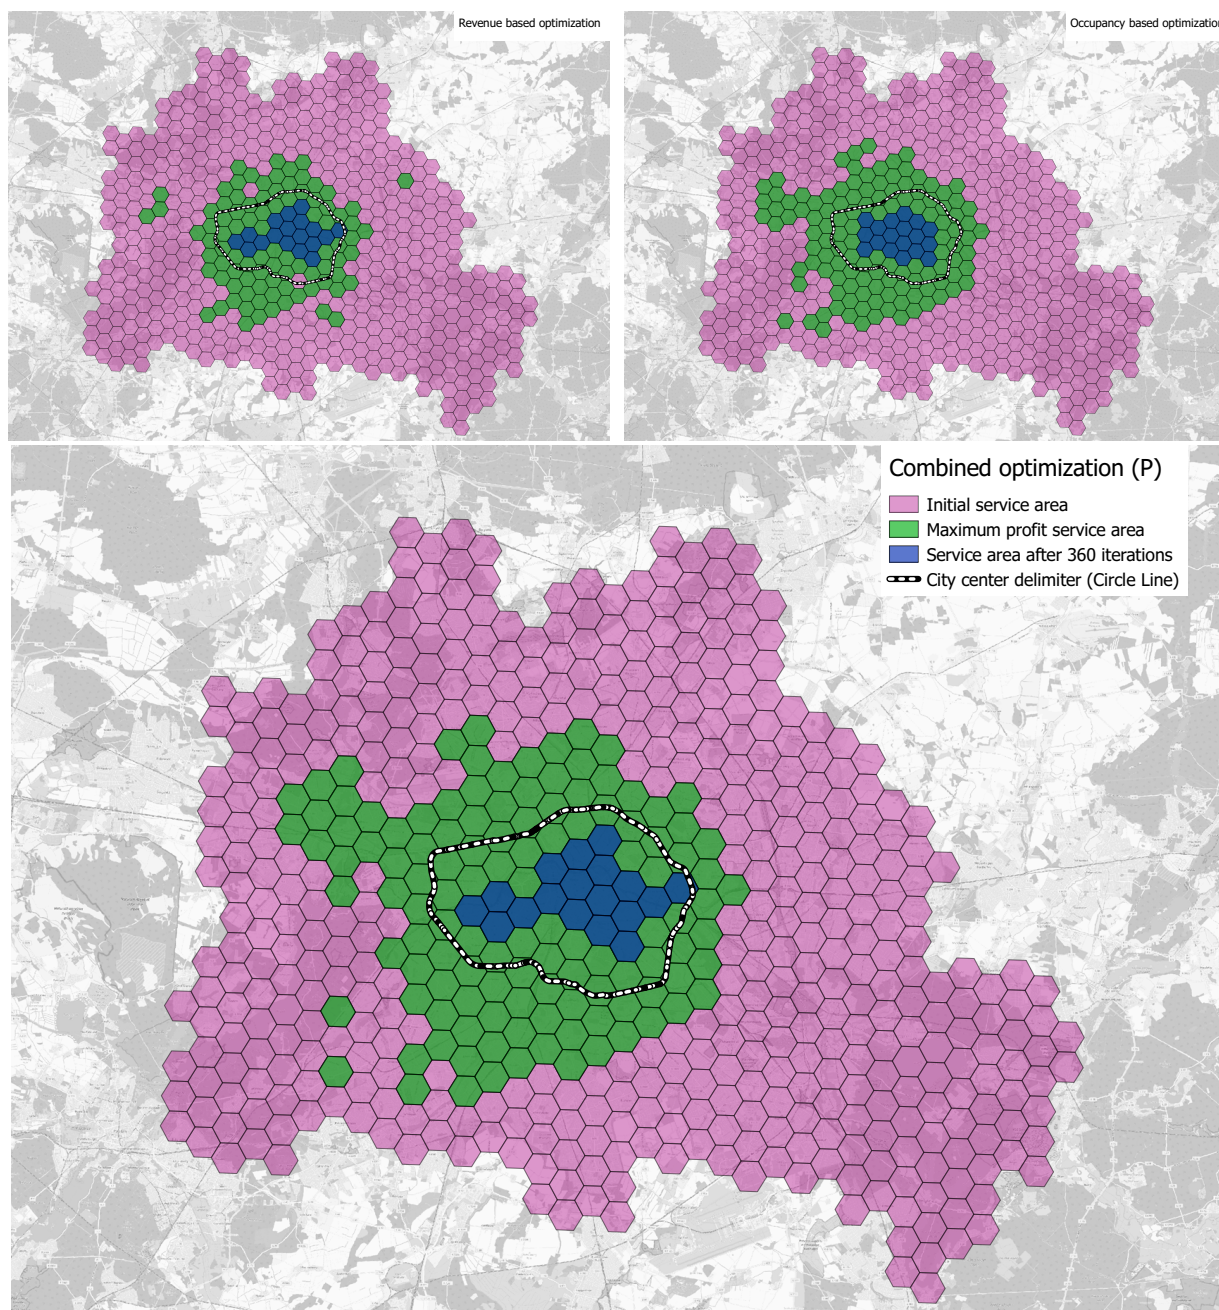 Revenue based optimization
Occupancy based optimization
Combined optimization (P)
Initial service area
Maximum profit service area
Service area after 360 iterations
City center delimiter (Circle Line)